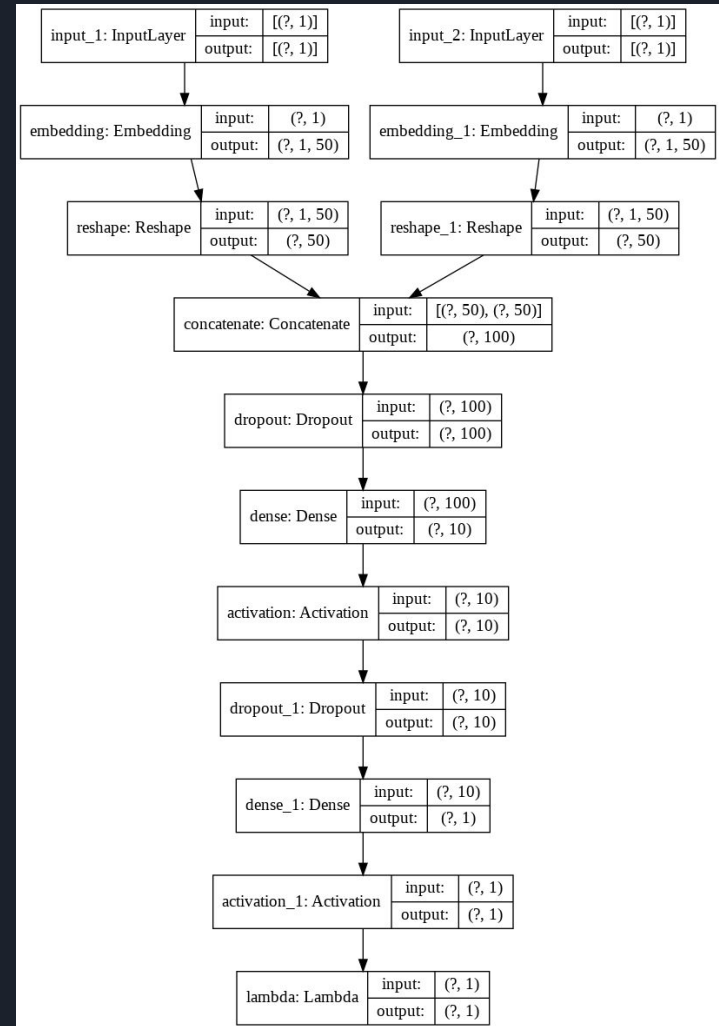 input_1: InputLayer
input: [(?, 1)]
output: [(?, 1)]
input_2: InputLayer
input: [(?, 1)]
output: [(?, 1)]
embedding: Embedding
input: (?, 1)
output: (?, 1, 50)
embedding_1: Embedding
input: (?, 1)
output: (?, 1, 50)
reshape: Reshape
input: (?, 1, 50)
output: (?, 50)
reshape_1: Reshape
input: (?, 1, 50)
output: (?, 50)
concatenate: Concatenate
input: [(?, 50), (?, 50)]
output: (?, 100)
dropout: Dropout
input: (?, 100)
output: (?, 100)
dense: Dense
input: (?, 100)
output: (?, 10)
activation: Activation
input: (?, 10)
output: (?, 10)
dropout_1: Dropout
input: (?, 10)
output: (?, 10)
dense_1: Dense
input: (?, 10)
output: (?, 1)
activation_1: Activation
input: (?, 1)
output: (?, 1)
lambda: Lambda
input: (?, 1)
output: (?, 1)